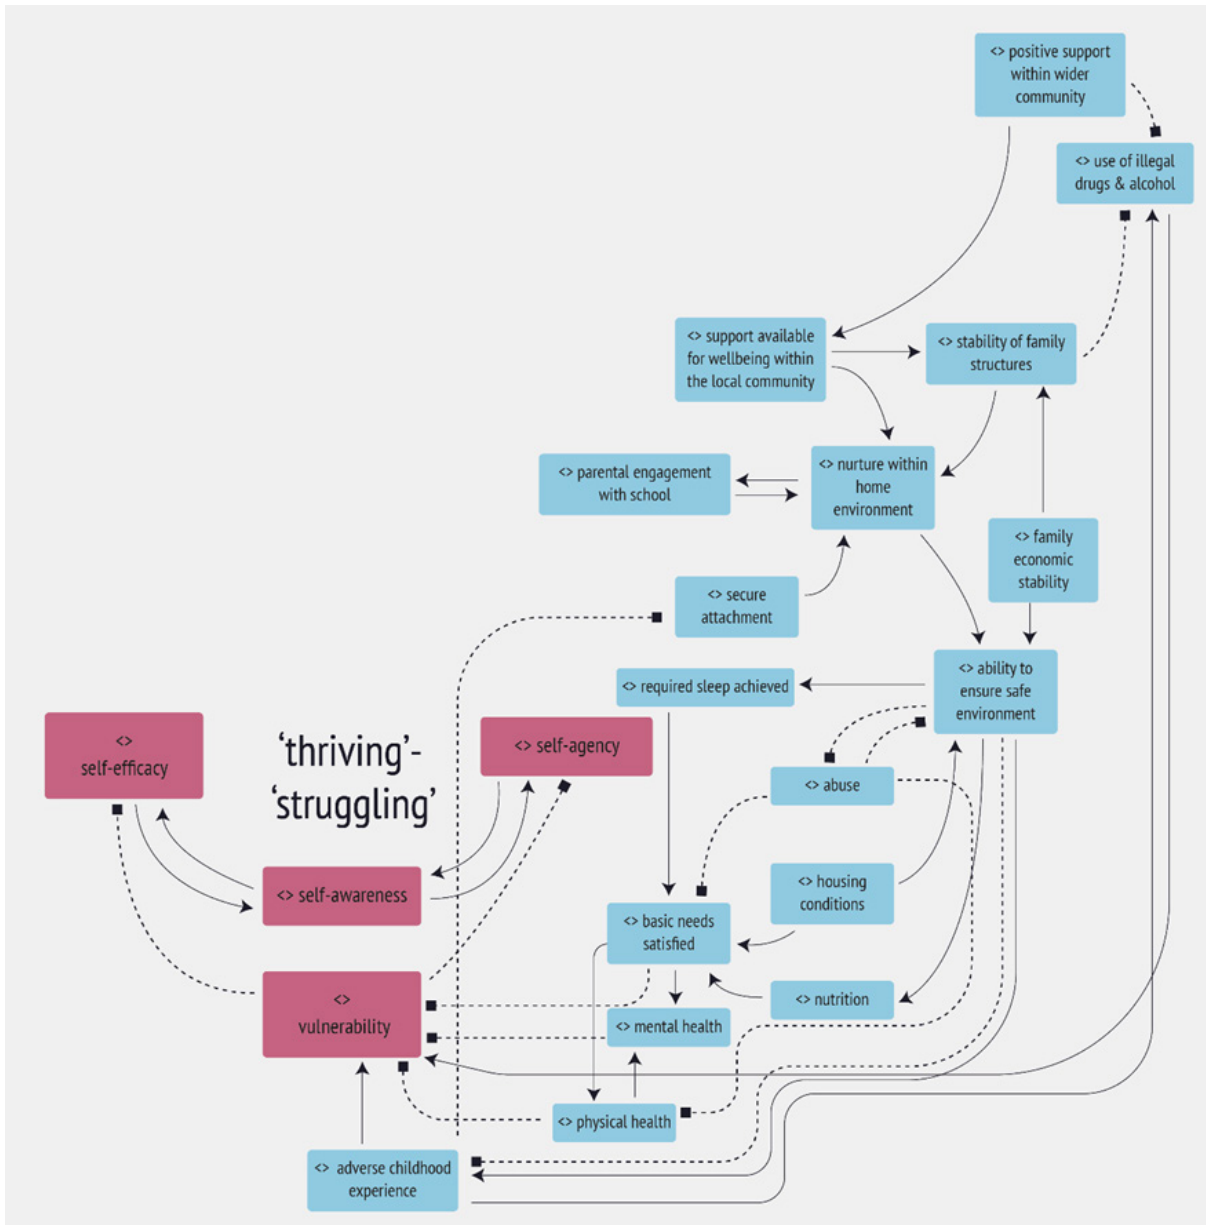 <> positive support
within wider
community
<> use of illegal
drugs & alcohol
<> support available
for wellbeing within
the local community
<> stability of family
structures
<> parental engagement
with school
<> nurture within
home
environment
<> family
economic
stability
<> secure
attachment
<> required sleep achieved
<> ability to
ensure safe
environment
<>
self-efficacy
'thriving'-
'struggling'
<> self-agency
<> abuse
<> self-awareness
<> housing
conditions
<> basic needs
satisfied
<>
vulnerability
<> nutrition
<> mental health
<> physical health
<> adverse childhood
experience